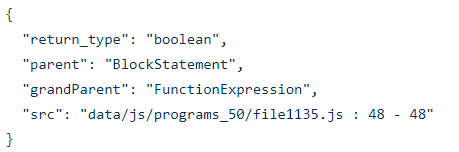 {
"return_type": "boolean",
"parent": "BlockStatement",
"grandParent": "FunctionExpression",
"src": "data/js/programs_50/file1135.js : 48 - 48"
}